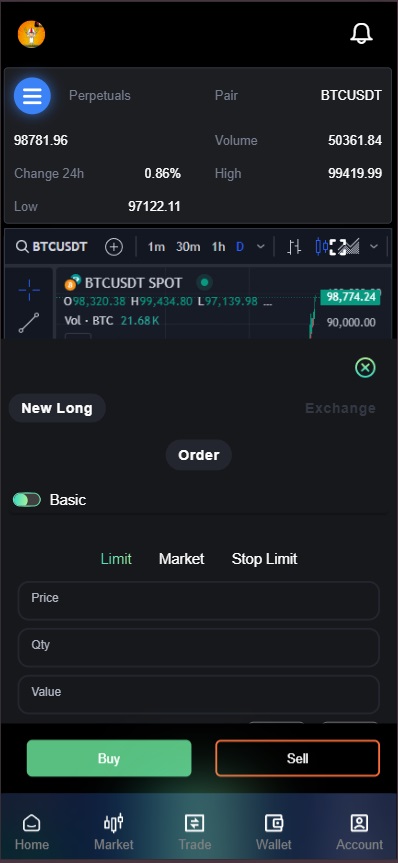 Perpetuals Pair BTCUSDT
98781.96 Volume 50361.84
Change 24h 0.86% High 99419.99
Low 97122.11
BTCUSDT 1m 30m 1h D
BTCUSDT SPOT
O98,320.38 H99,434.80 L97,139.98 ...
98,774.24
Vol · BTC 21.68K
90,000.00
New Long Exchange
Order
Basic
Limit Market Stop Limit
Price
Qty
Value
Buy Sell
Home Market Trade Wallet Account